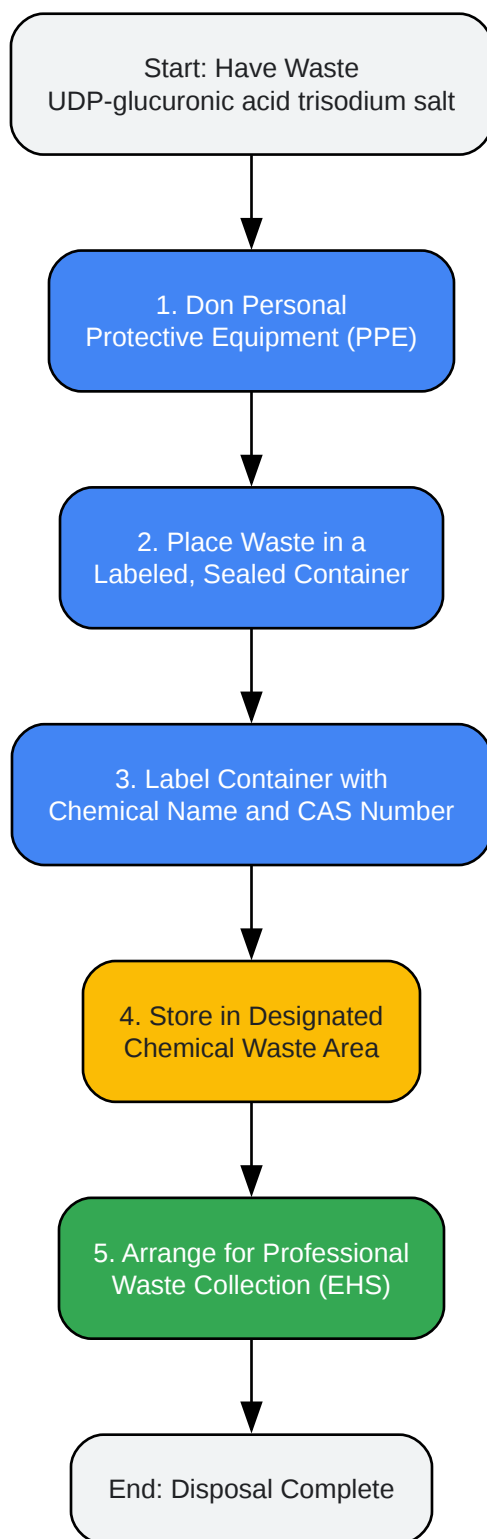 Start: Have Waste
UDP-glucuronic acid trisodium salt
1. Don Personal
Protective Equipment (PPE)
2. Place Waste in a
Labeled, Sealed Container
3. Label Container with
Chemical Name and CAS Number
4. Store in Designated
Chemical Waste Area
5. Arrange for Professional
Waste Collection (EHS)
End: Disposal Complete